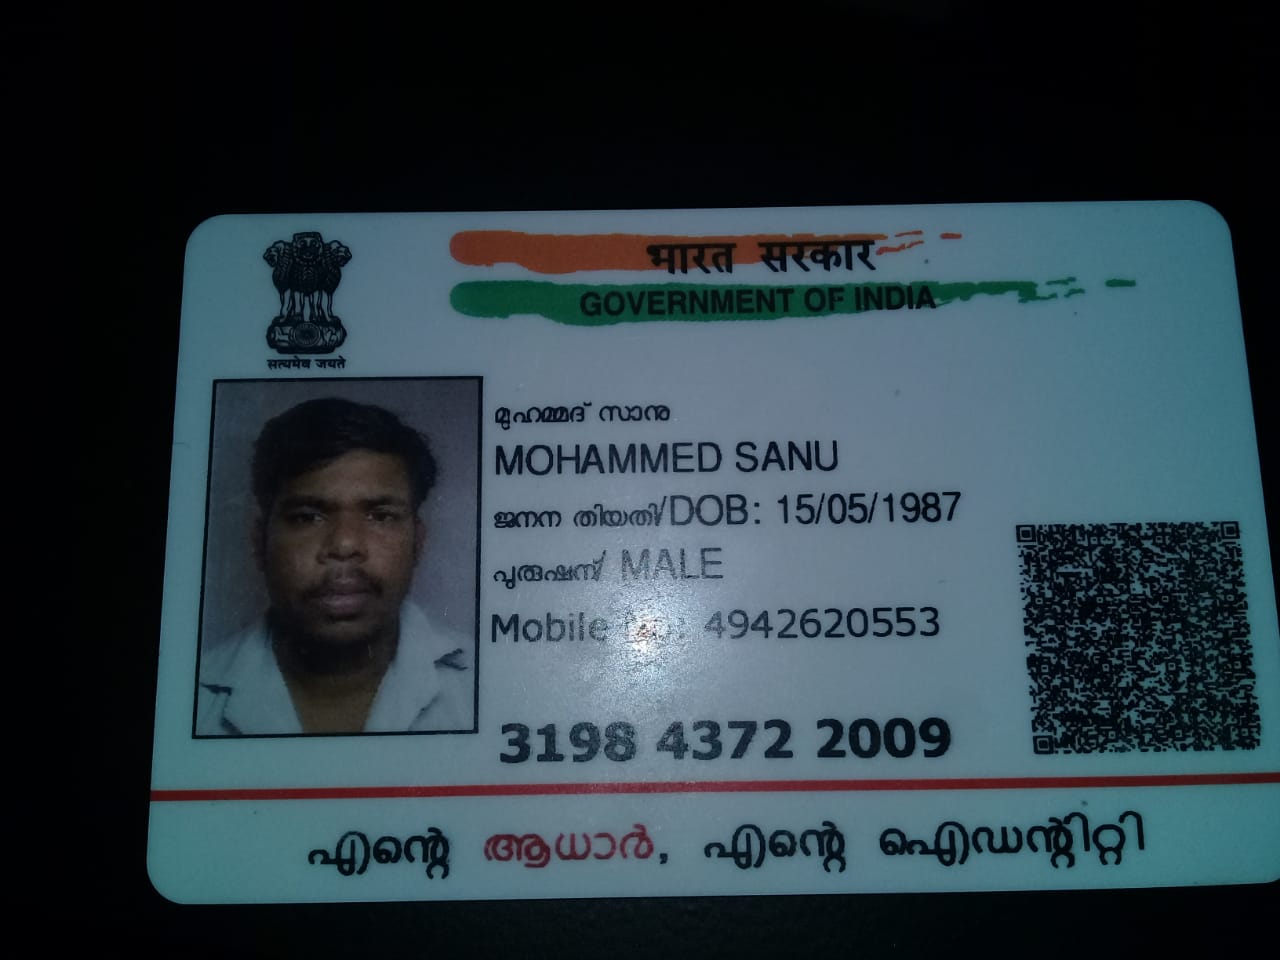 भारत सरकार
GOVERNMENT OF INDIA
सत्यमेव जयते
മുഹമ്മദ് സാനു
MOHAMMED SANU
ജനന തിയതി/DOB: 15/05/1987
പുരുഷന്/ MALE
Mobile No: 4942620553
3198 4372 2009
എന്റെ ആധാർ, എന്റെ ഐഡന്റിറ്റി